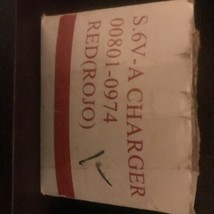 S.6V-A CHARGER
00801-0974
RED(ROJO)